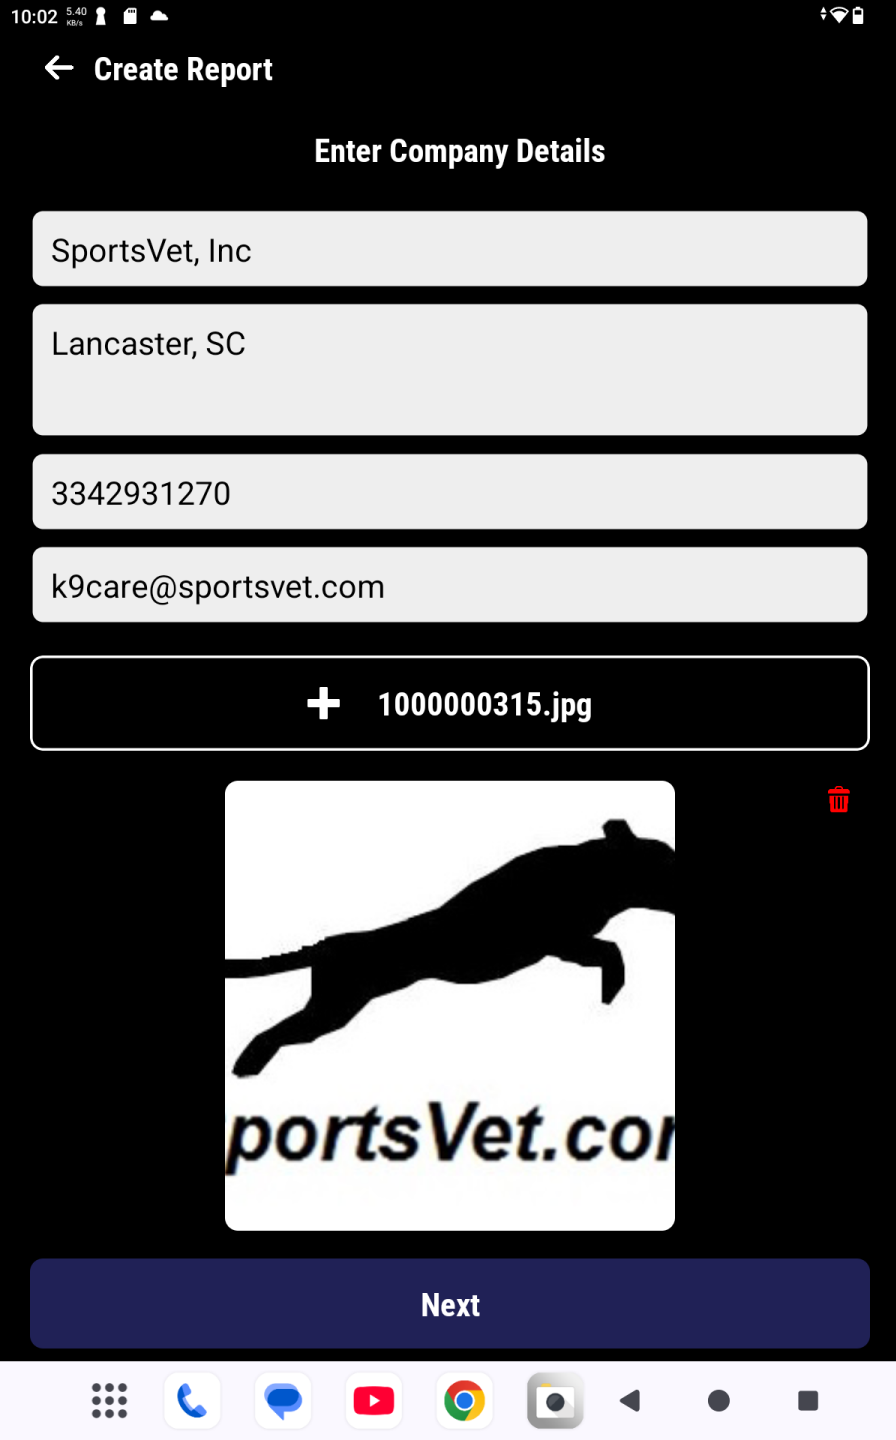 10:02 5.40
KB/s
Create Report
Enter Company Details
SportsVet, Inc
Lancaster, SC
3342931270
k9care@sportsvet.com
1000000315.jpg
portsVet.co
Next